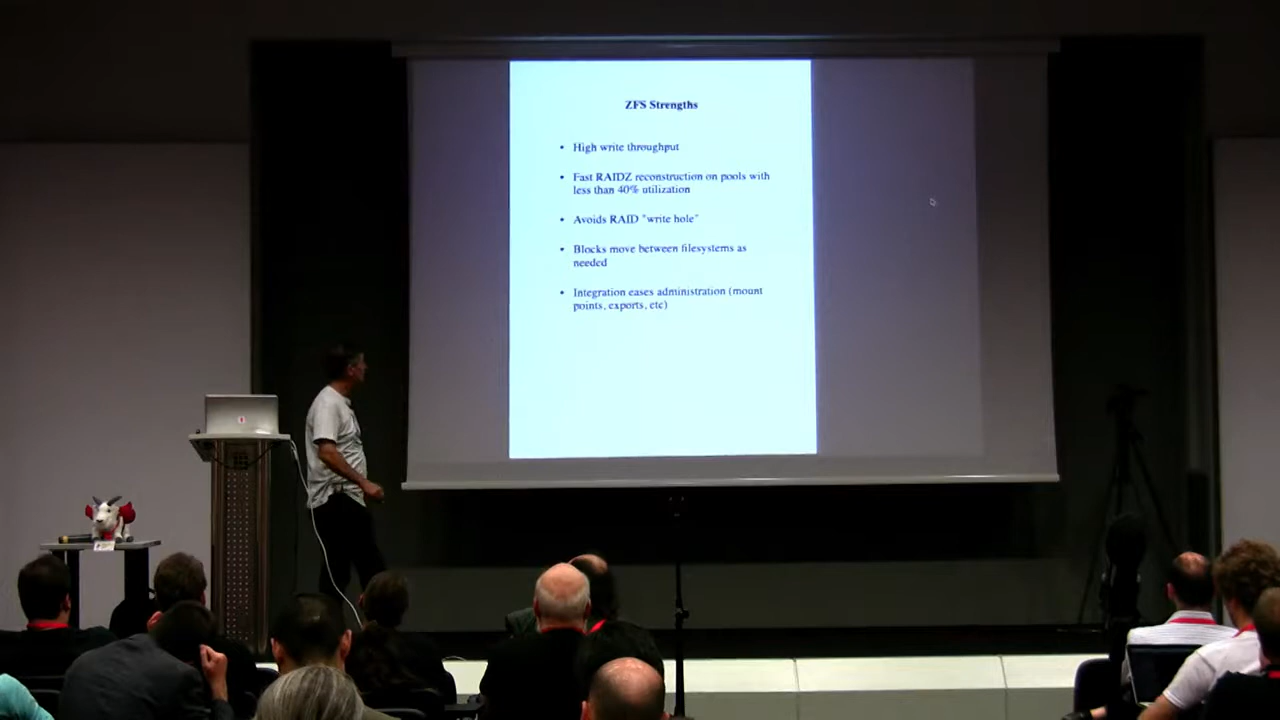 ZFS Strengths
• High write throughput
• Fast RAIDZ reconstruction on pools with
less than 40% utilization
• Avoids RAID "write hole"
• Blocks move between filesystems as
needed
• Integration eases administration (mount
points, exports, etc)